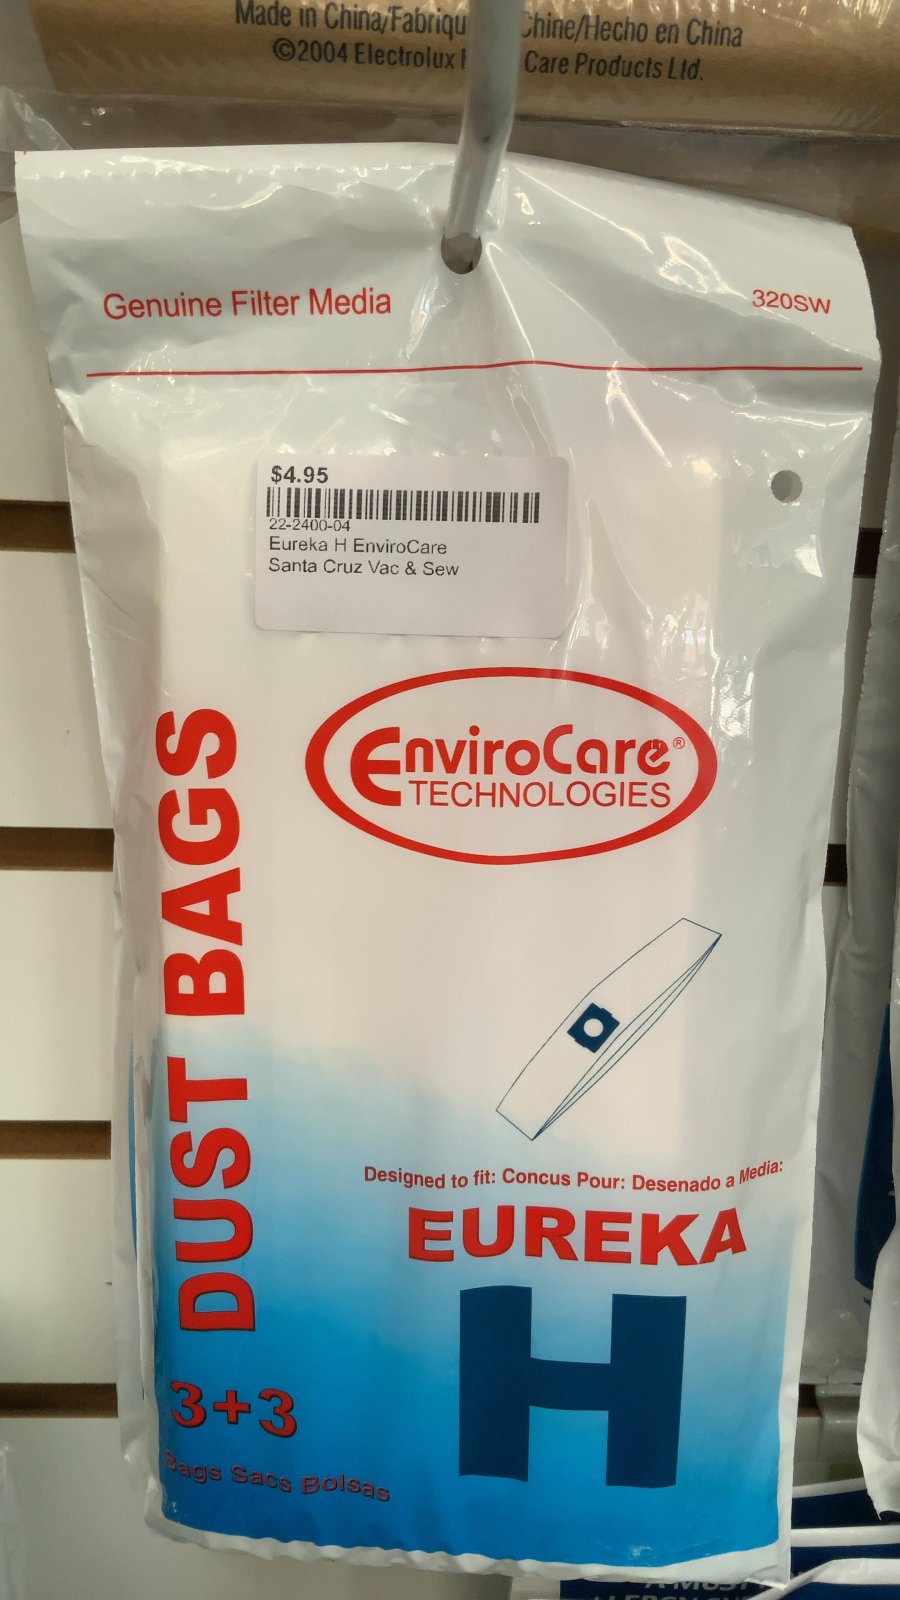 Made in China/Fabriqu Chine/Hecho en China
©2004 Electrolux Care Products Ltd.
Genuine Filter Media
320SW
$4.95
22-2400-04
Eureka H EnviroCare
Santa Cruz Vac & Sew
EnviroCare®
TECHNOLOGIES
DUST BAGS
Designed to fit: Concus Pour: Desenado a Media:
EUREKA
H
3+3
Bags Sacs Bolsas
A MUST